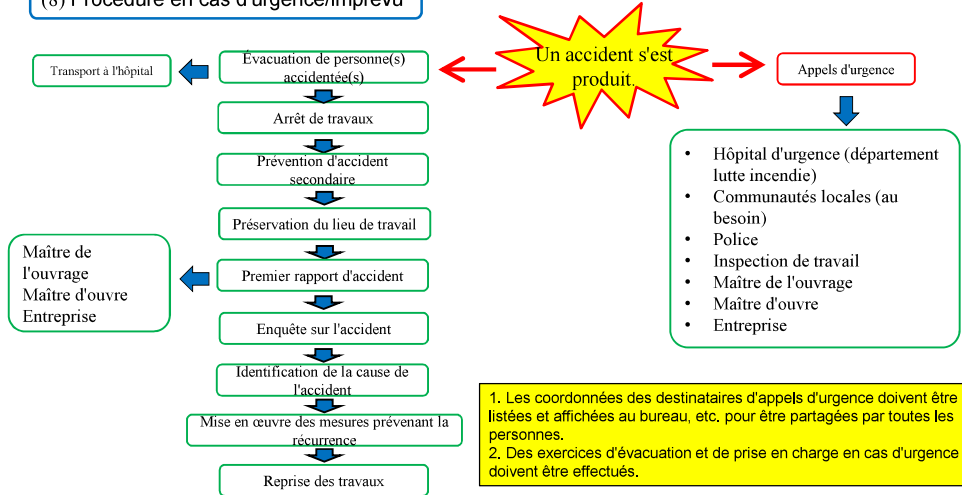 (8) Procédure en cas d'urgence/imprévu
Un accident s'est
produit.
Transport à l'hôpital
Évacuation de personne(s)
accidentée(s)
Appels d'urgence
Arrêt de travaux
Prévention d'accident
secondaire
Préservation du lieu de travail
Premier rapport d'accident
Maître de
l'ouvrage
Maître d'ouvre
Entreprise
Enquête sur l'accident
Identification de la cause de
l'accident
Mise en œuvre des mesures prévenant la
récurrence
Reprise des travaux
• Hôpital d'urgence (département
lutte incendie)
• Communautés locales (au
besoin)
• Police
• Inspection de travail
• Maître de l'ouvrage
• Maître d'ouvre
• Entreprise
1. Les coordonnées des destinataires d'appels d'urgence doivent être
listées et affichées au bureau, etc. pour être partagées par toutes les
personnes.
2. Des exercices d'évacuation et de prise en charge en cas d'urgence
doivent être effectués.